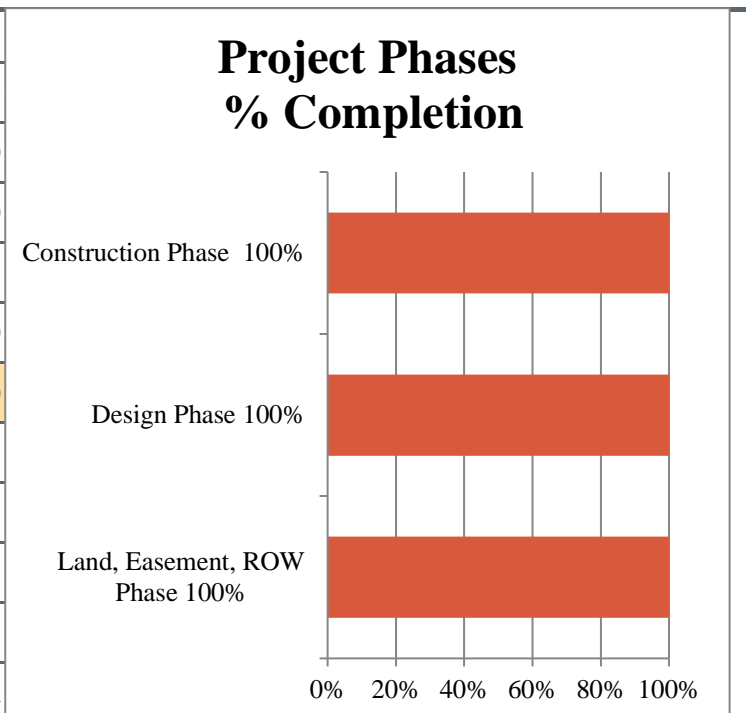 Project Phases
% Completion
Construction Phase 100%
Design Phase 100%
Land, Easement, ROW
Phase 100%
0% 20% 40% 60% 80% 100%